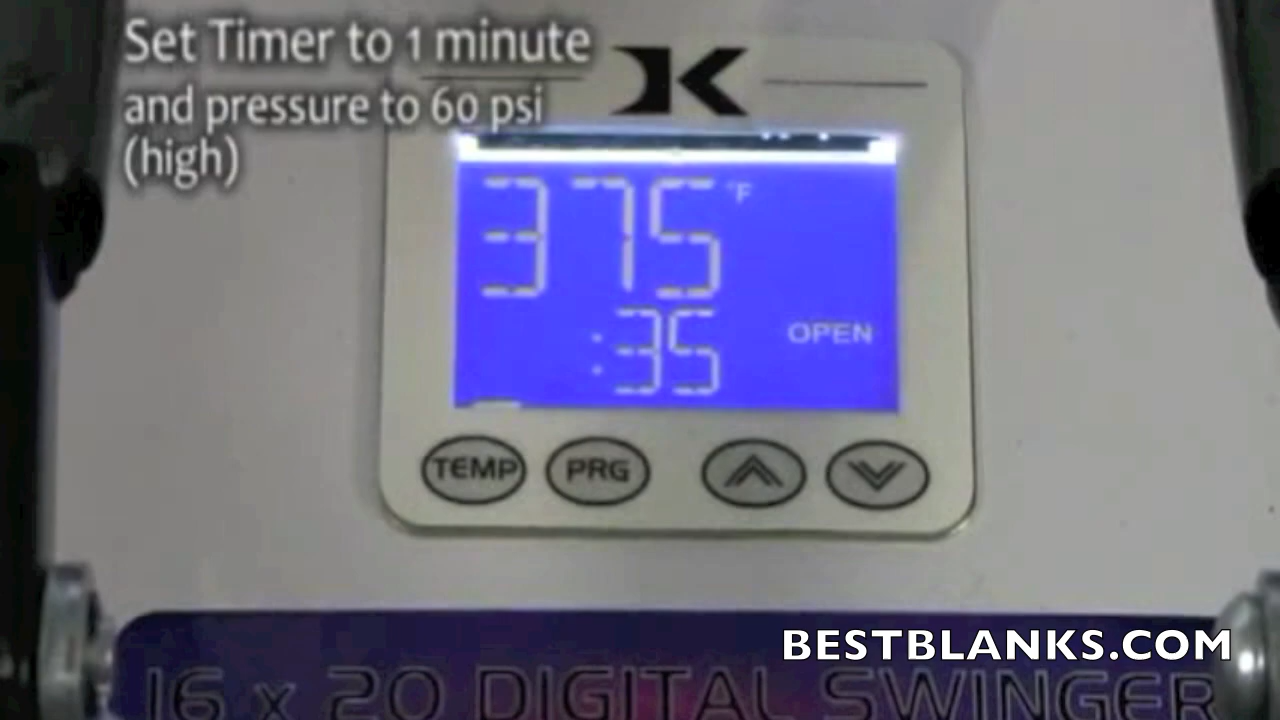 Set Timer to 1 minute
and pressure to 60 psi
(high)
K
375 °F
:35
OPEN
TEMP PRG
BESTBLANKS.COM
16 x 20 DIGITAL SWINGER